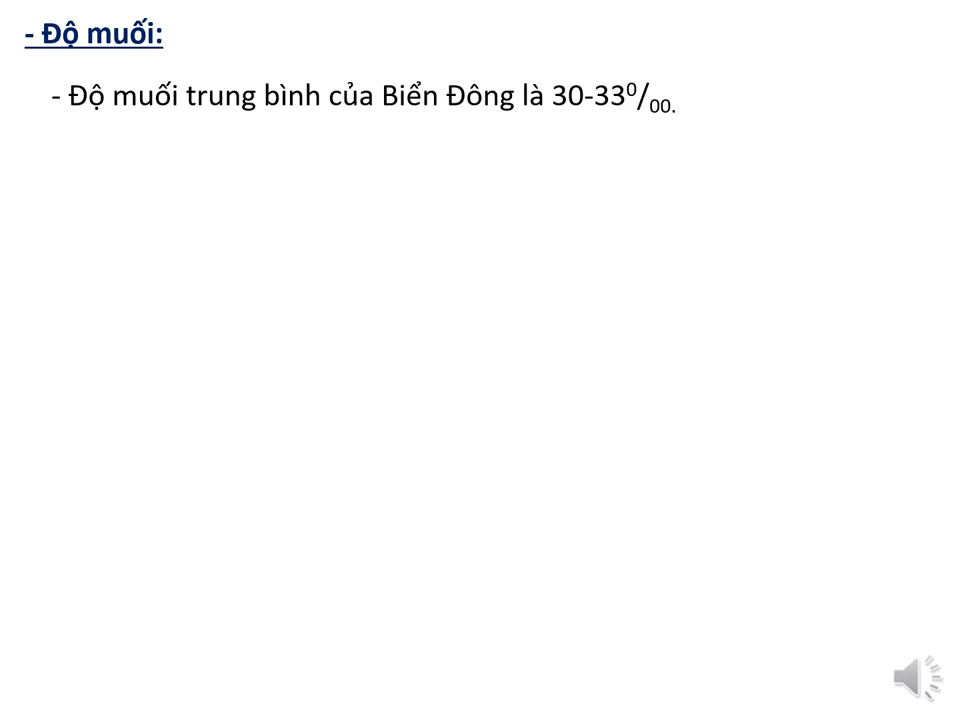 - Độ muối:
- Độ muối trung bình của Biển Đông là 30-33⁰/₀₀.